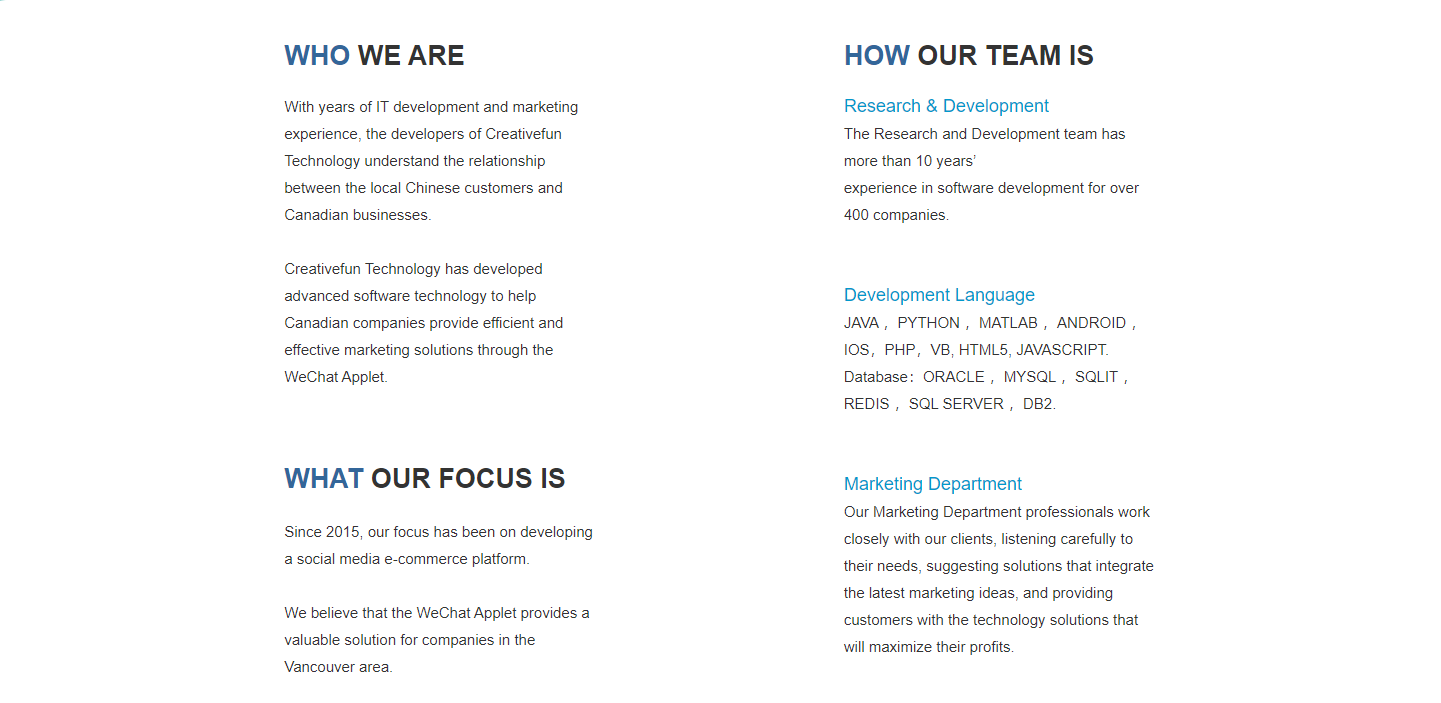 WHO WE ARE
With years of IT development and marketing
experience, the developers of Creativefun
Technology understand the relationship
between the local Chinese customers and
Canadian businesses.
Creativefun Technology has developed
advanced software technology to help
Canadian companies provide efficient and
effective marketing solutions through the
WeChat Applet.
WHAT OUR FOCUS IS
Since 2015, our focus has been on developing
a social media e-commerce platform.
We believe that the WeChat Applet provides a
valuable solution for companies in the
Vancouver area.
HOW OUR TEAM IS
Research & Development
The Research and Development team has
more than 10 years’
experience in software development for over
400 companies.
Development Language
JAVA ，PYTHON ，MATLAB ，ANDROID ，
IOS，PHP，VB, HTML5, JAVASCRIPT.
Database：ORACLE ，MYSQL ，SQLIT ，
REDIS ，SQL SERVER ，DB2.
Marketing Department
Our Marketing Department professionals work
closely with our clients, listening carefully to
their needs, suggesting solutions that integrate
the latest marketing ideas, and providing
customers with the technology solutions that
will maximize their profits.